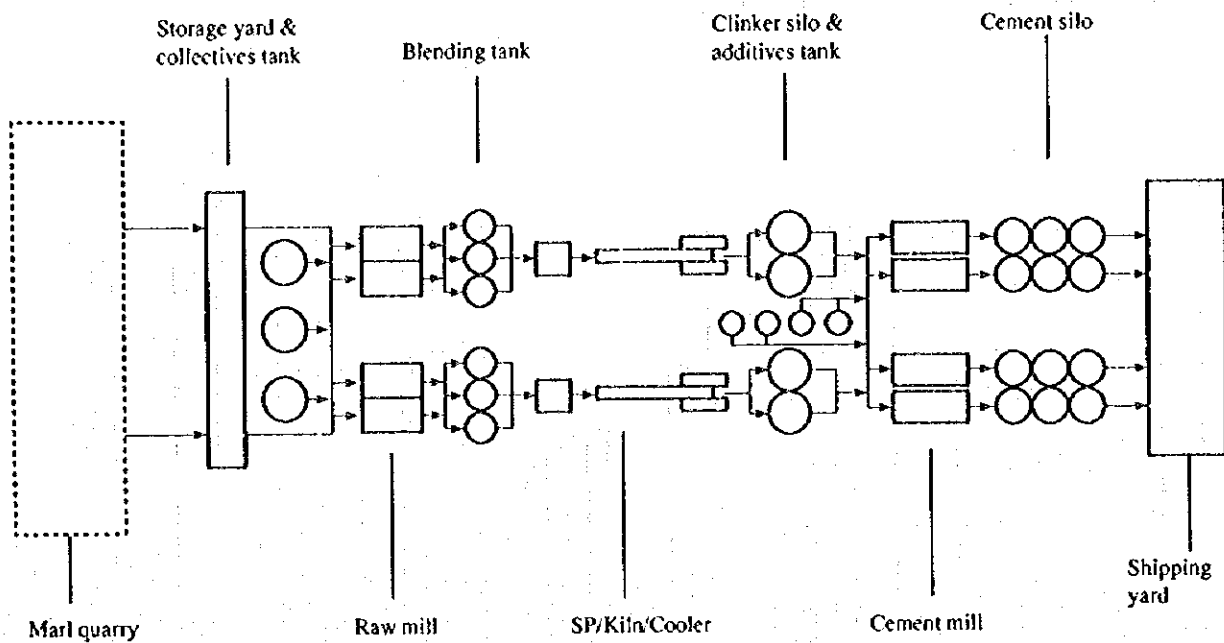 Storage yard &
collectives tank
Blending tank
Clinker silo &
additives tank
Cement silo
Marl quarry
Raw mill
SP/Kiln/Cooler
Cement mill
Shipping
yard